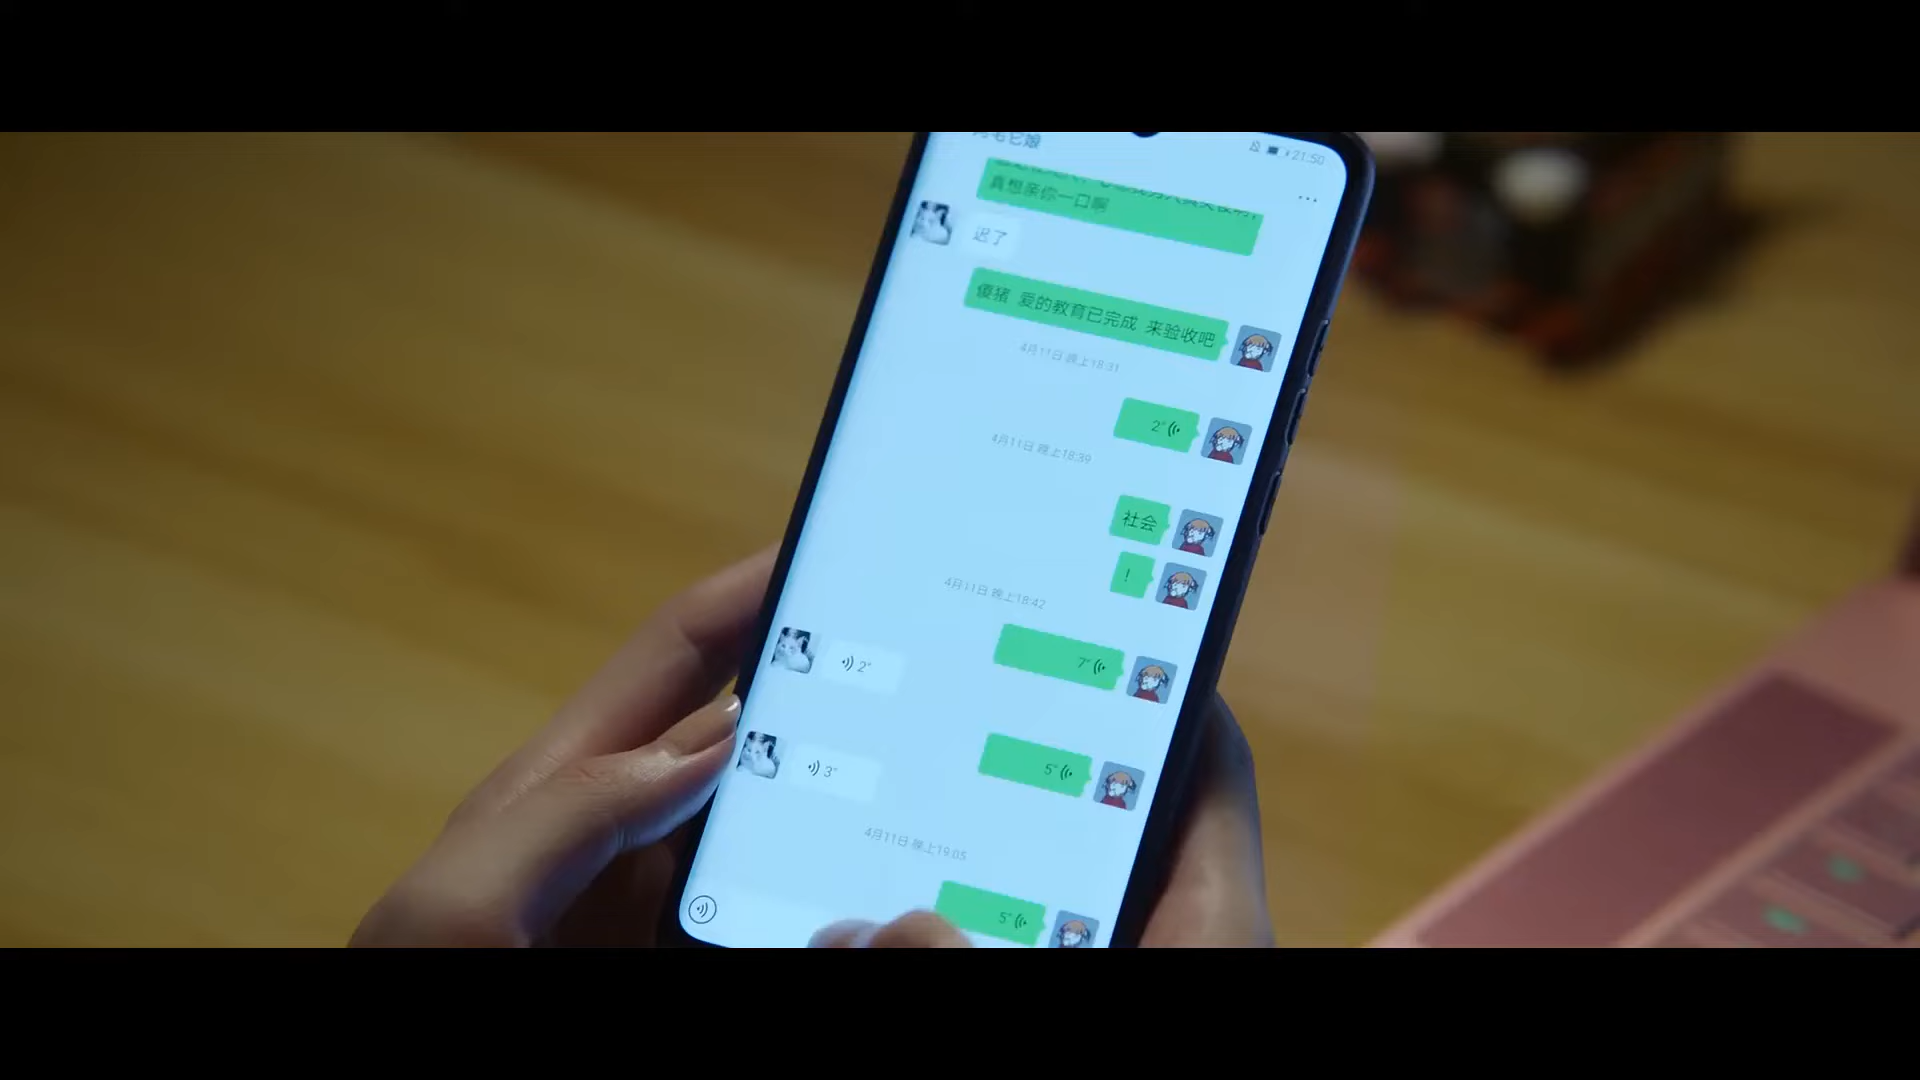 21:50
真想亲你一口啊
迟了
傻猪 爱的教育已完成 来验收吧
4月11日 晚上18:31
2"
4月11日 晚上18:39
社会
!
4月11日 晚上18:42
7"
2"
5"
3"
4月11日 晚上19:05
5"